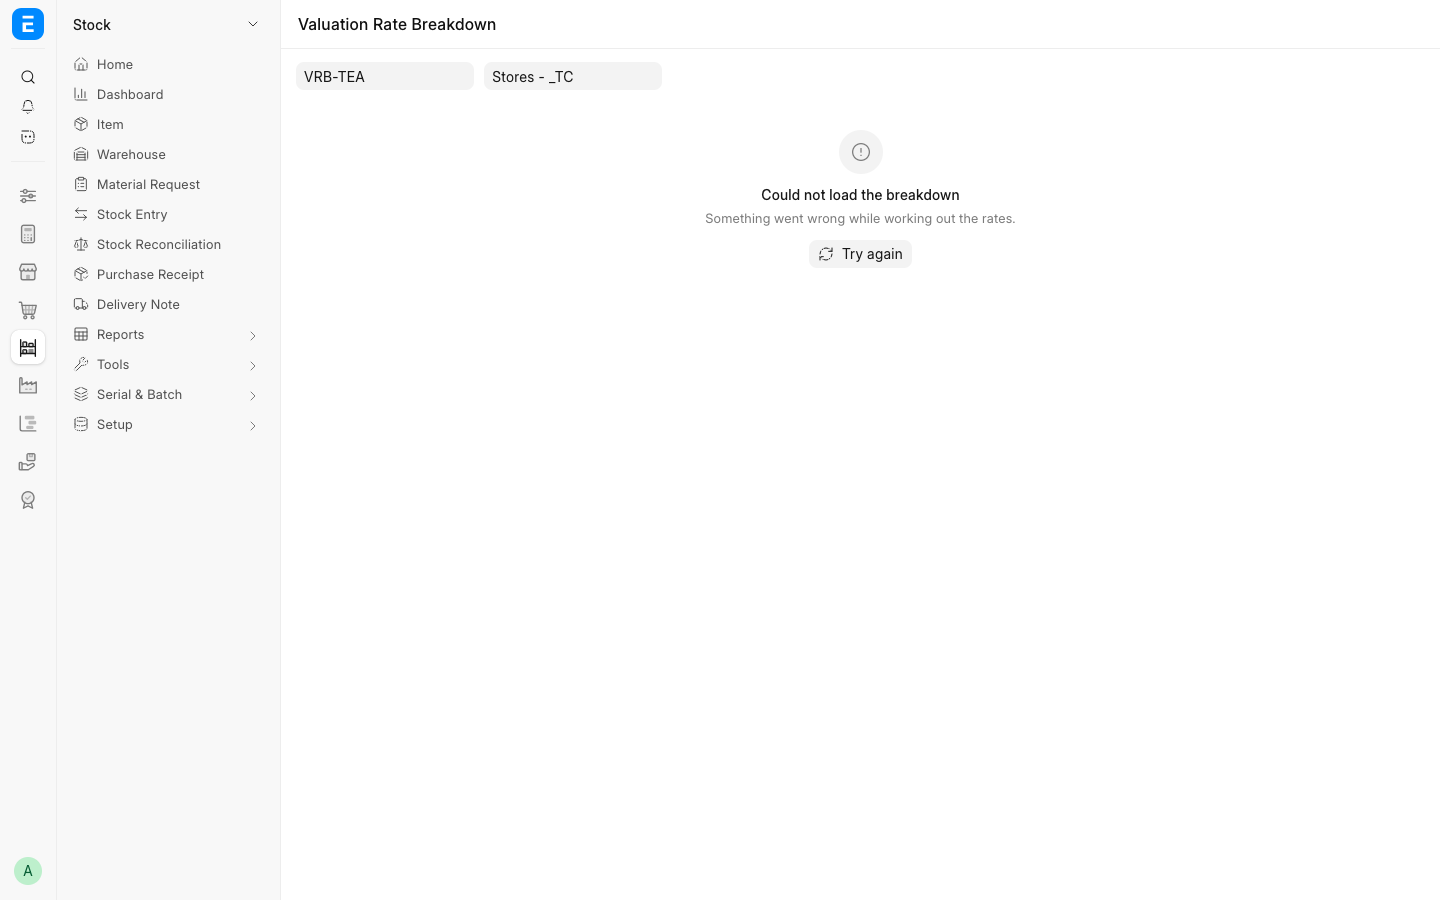 Stock
Home
Dashboard
Item
Warehouse
Material Request
Stock Entry
Stock Reconciliation
Purchase Receipt
Delivery Note
Reports
Tools
Serial & Batch
Setup
A
Valuation Rate Breakdown
VRB-TEA
Stores - _TC
Could not load the breakdown
Something went wrong while working out the rates.
Try again